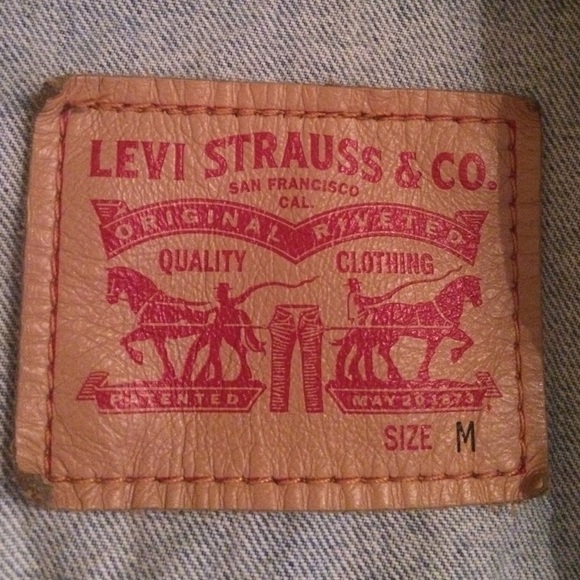 LEVI STRAUSS & CO.
SAN FRANCISCO
CAL.
ORIGINAL RIVETED
QUALITY CLOTHING
PATENTED MAY 20 1873
SIZE M